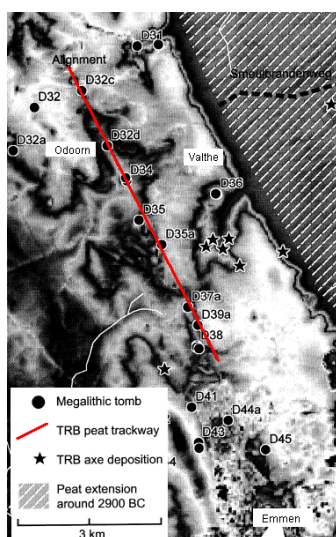 D31
Alignment
Smeulbranderweg
D32c
D32
D32a
D32d
Odoorn
Valthe
D34
D36
D35
D35a
D37a
D39a
D38
D41
D44a
D43
D45
Megalithic tomb
TRB peat trackway
TRB axe deposition
Peat extension
around 2900 BC
3 km
Emmen